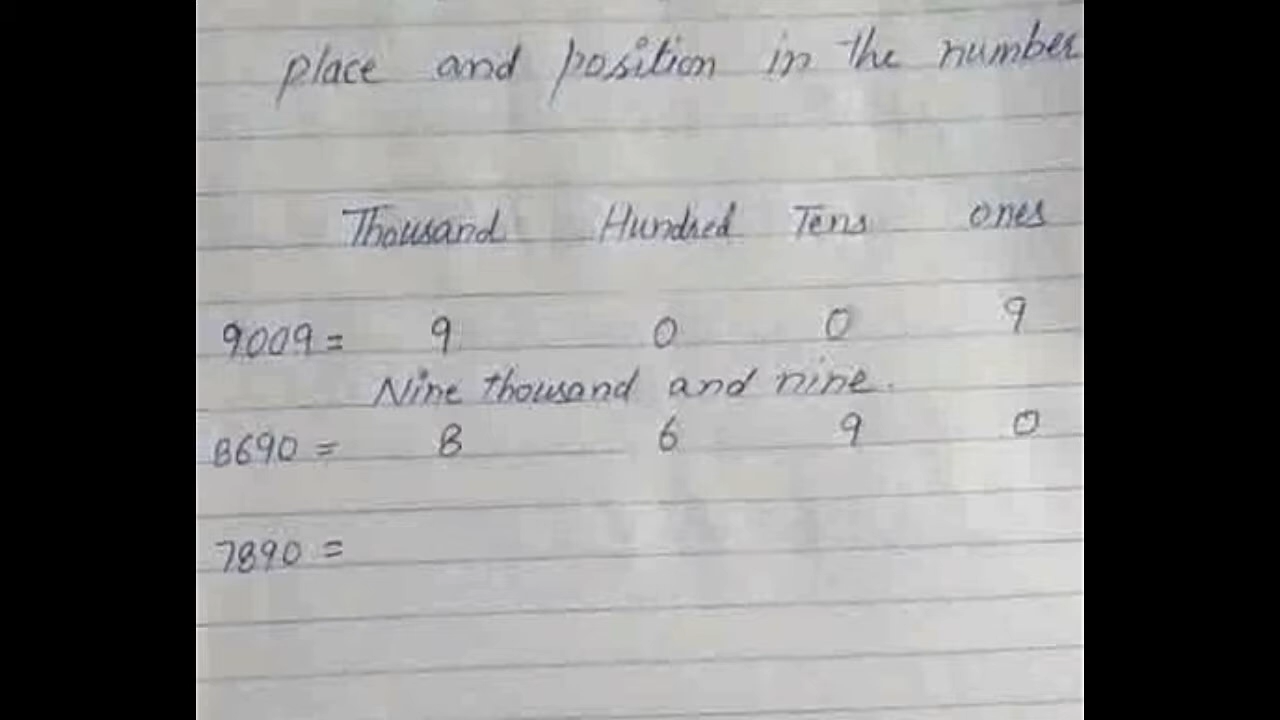 place and position in the number
Thousand Hundred Tens ones
9009 = 9 0 0 9
Nine thousand and nine.
8690 = 8 6 9 0
7890 =